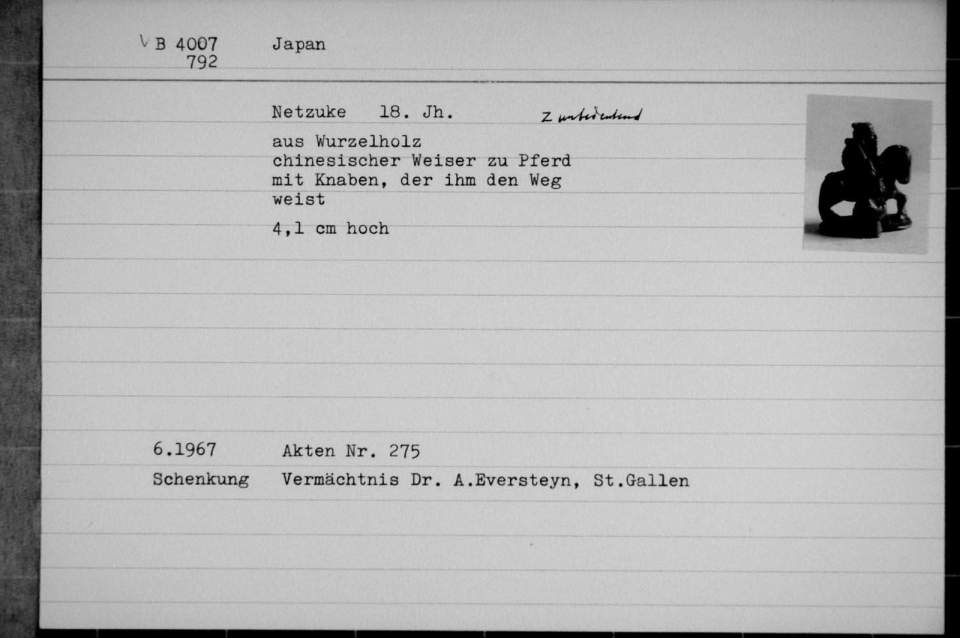 B 4007 Japan
792
Netzuke 18. Jh.
aus Wurzelholz
chinesischer Weiser zu Pferd
mit Knaben, der ihm den Weg
weist
4,1 cm hoch
6.1967 Akten Nr. 275
Schenkung Vermächtnis Dr. A.Eversteyn, St.Gallen